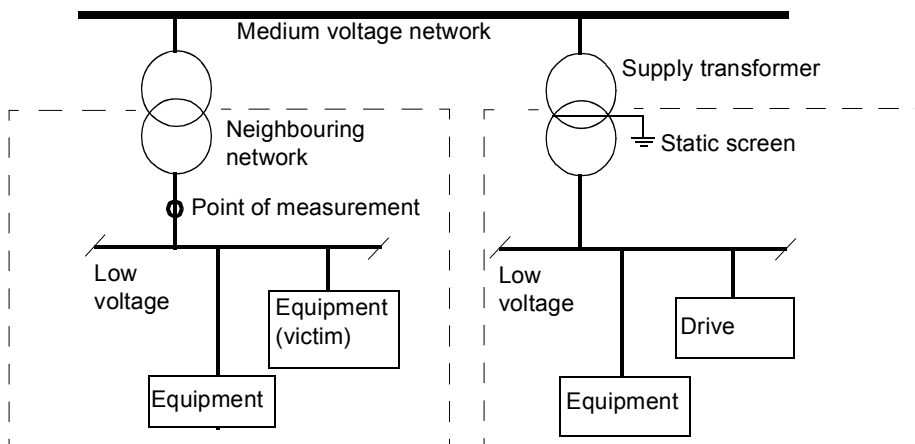 Medium voltage network
Supply transformer
Neighbouring
network
Static screen
Point of measurement
Low
voltage
Equipment
(victim)
Equipment
Low
voltage
Drive
Equipment